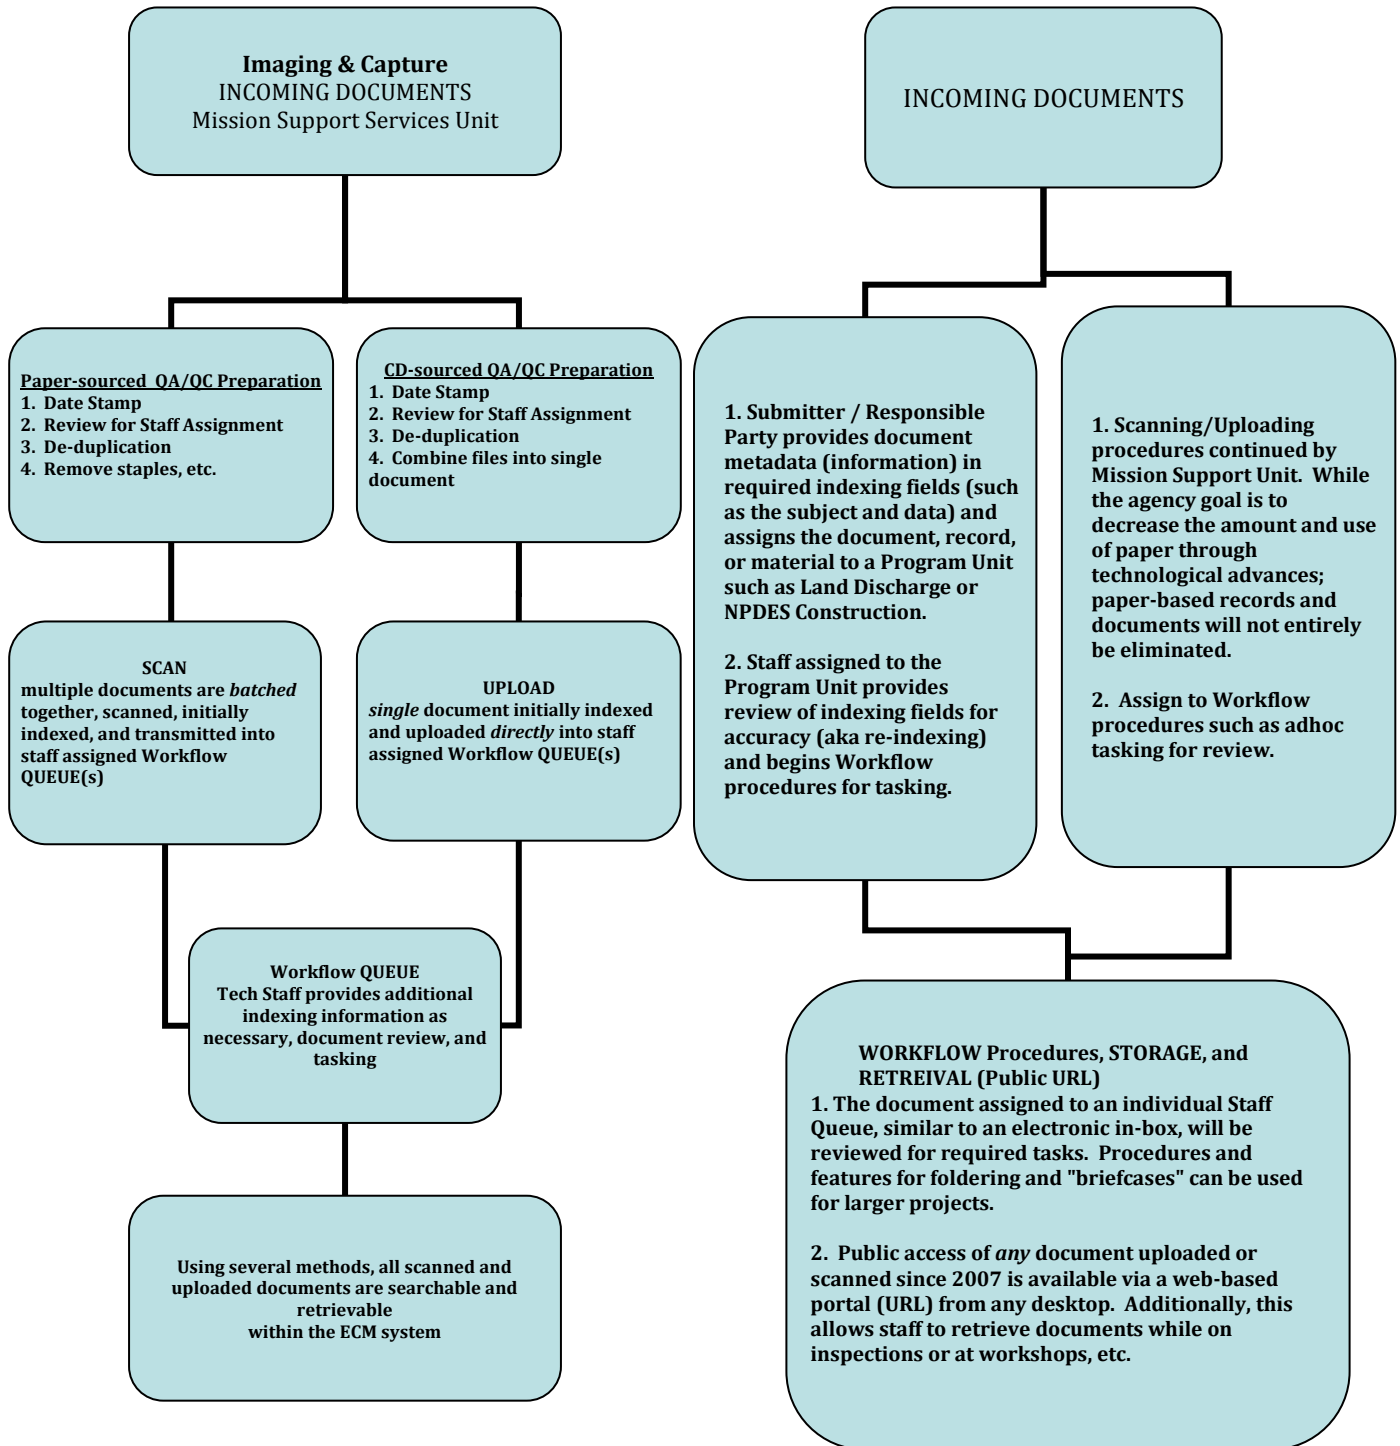 Imaging & Capture
INCOMING DOCUMENTS
Mission Support Services Unit
Paper-sourced  QA/QC Preparation
1.  Date Stamp
2.  Review for Staff Assignment
3.  De-duplication
4.  Remove staples, etc.
CD-sourced QA/QC Preparation
1.  Date Stamp
2.  Review for Staff Assignment
3.  De-duplication
4.  Combine files into single
document
SCAN
multiple documents are batched
together, scanned, initially
indexed, and transmitted into
staff assigned Workflow
QUEUE(s)
UPLOAD
single document initially indexed
and uploaded directly into staff
assigned Workflow QUEUE(s)
Workflow QUEUE
Tech Staff provides additional
indexing information as
necessary, document review, and
tasking
Using several methods, all scanned and
uploaded documents are searchable and
retrievable
within the ECM system
INCOMING DOCUMENTS
1. Submitter / Responsible
Party provides document
metadata (information) in
required indexing fields (such
as the subject and data) and
assigns the document, record,
or material to a Program Unit
such as Land Discharge or
NPDES Construction.
2. Staff assigned to the
Program Unit provides
review of indexing fields for
accuracy (aka re-indexing)
and begins Workflow
procedures for tasking.
1. Scanning/Uploading
procedures continued by
Mission Support Unit.  While
the agency goal is to
decrease the amount and use
of paper through
technological advances;
paper-based records and
documents will not entirely
be eliminated.
2.  Assign to Workflow
procedures such as adhoc
tasking for review.
WORKFLOW Procedures, STORAGE, and
RETREIVAL (Public URL)
1. The document assigned to an individual Staff
Queue, similar to an electronic in-box, will be
reviewed for required tasks.  Procedures and
features for foldering and "briefcases" can be used
for larger projects.
2.  Public access of any document uploaded or
scanned since 2007 is available via a web-based
portal (URL) from any desktop.  Additionally, this
allows staff to retrieve documents while on
inspections or at workshops, etc.